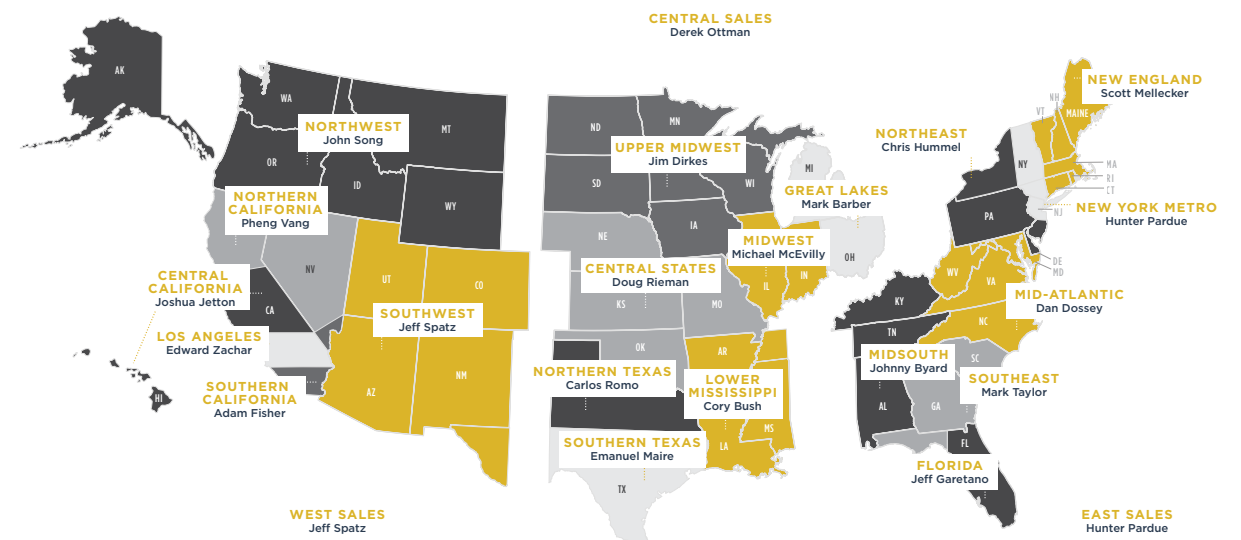 CENTRAL SALES
Derek Ottman
AK
WA
MT
OR
ID
WY
NORTHWEST
John Song
NORTHERN
CALIFORNIA
Pheng Vang
NV
UT
CO
CENTRAL
CALIFORNIA
Joshua Jetton
CA
SOUTHWEST
Jeff Spatz
LOS ANGELES
Edward Zachar
SOUTHERN
CALIFORNIA
Adam Fisher
AZ
NM
HI
WEST SALES
Jeff Spatz
ND
MN
UPPER MIDWEST
Jim Dirkes
SD
WI
MI
GREAT LAKES
Mark Barber
IA
NE
MIDWEST
Michael McEvilly
OH
IL
IN
CENTRAL STATES
Doug Rieman
KS
MO
OK
AR
NORTHERN TEXAS
Carlos Romo
LOWER
MISSISSIPPI
Cory Bush
MS
LA
SOUTHERN TEXAS
Emanuel Maire
TX
NEW ENGLAND
Scott Mellecker
NH
VT
MAINE
NORTHEAST
Chris Hummel
NY
MA
RI
CT
NEW YORK METRO
Hunter Pardue
NJ
PA
DE
MD
WV
VA
MID-ATLANTIC
Dan Dossey
KY
NC
TN
MIDSOUTH
Johnny Byard
SC
SOUTHEAST
Mark Taylor
AL
GA
FL
FLORIDA
Jeff Garetano
EAST SALES
Hunter Pardue